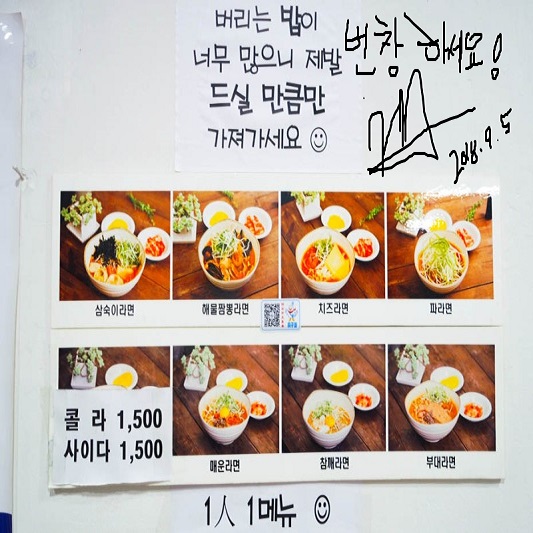 버리는 밥이
너무 많으니 제발
드실 만큼만
가져가세요
번창하세요!
2018.9.5
삼숙이라면
해물짬뽕라면
치즈라면
파라면
콜라 1,500
사이다 1,500
매운라면
참깨라면
부대라면
1人 1메뉴